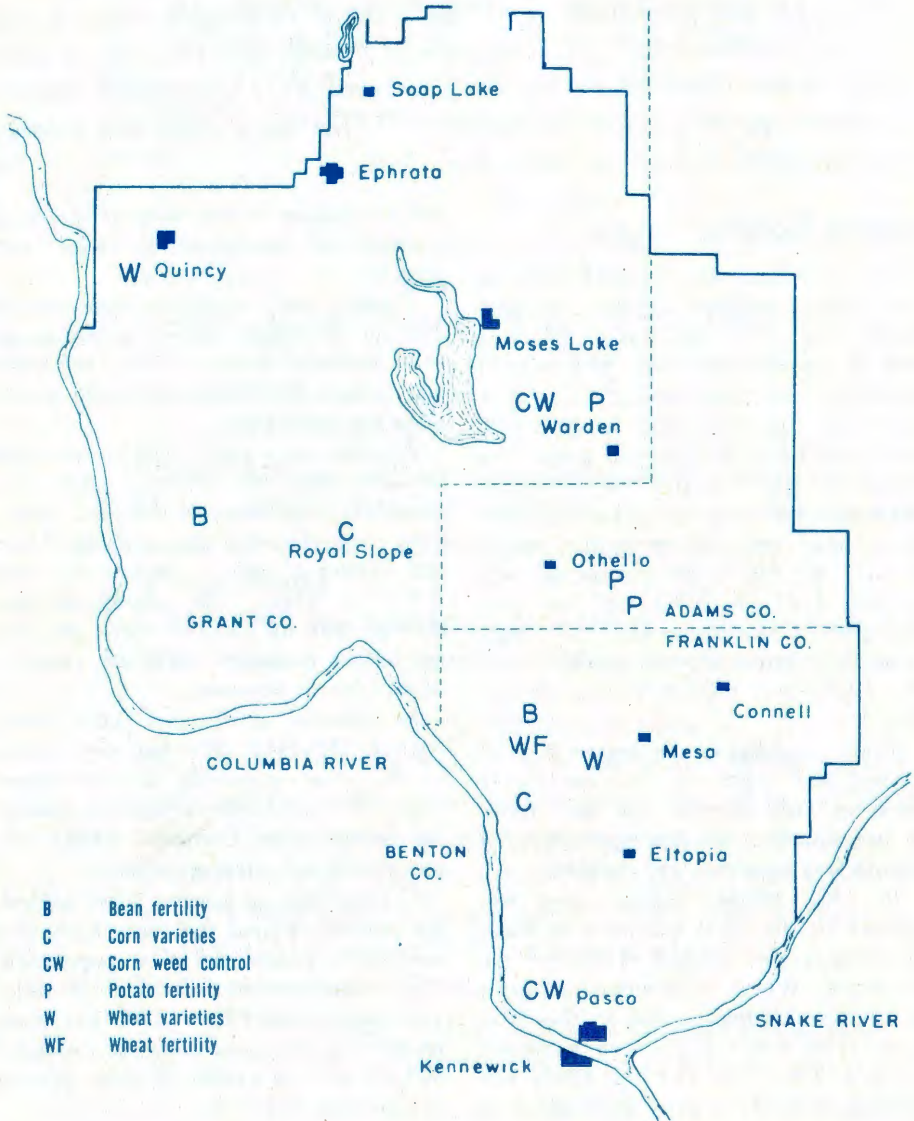 Soap Lake
Ephrata
W Quincy
Moses Lake
CW P
Warden
B
C
Royal Slope
Othello
P
P
ADAMS CO.
GRANT CO.
FRANKLIN CO.
Connell
B
WF
W
Mesa
COLUMBIA RIVER
C
BENTON
CO.
Eltopia
B Bean fertility
C Corn varieties
CW Corn weed control
P Potato fertility
W Wheat varieties
WF Wheat fertility
CW Pasco
SNAKE RIVER
Kennewick